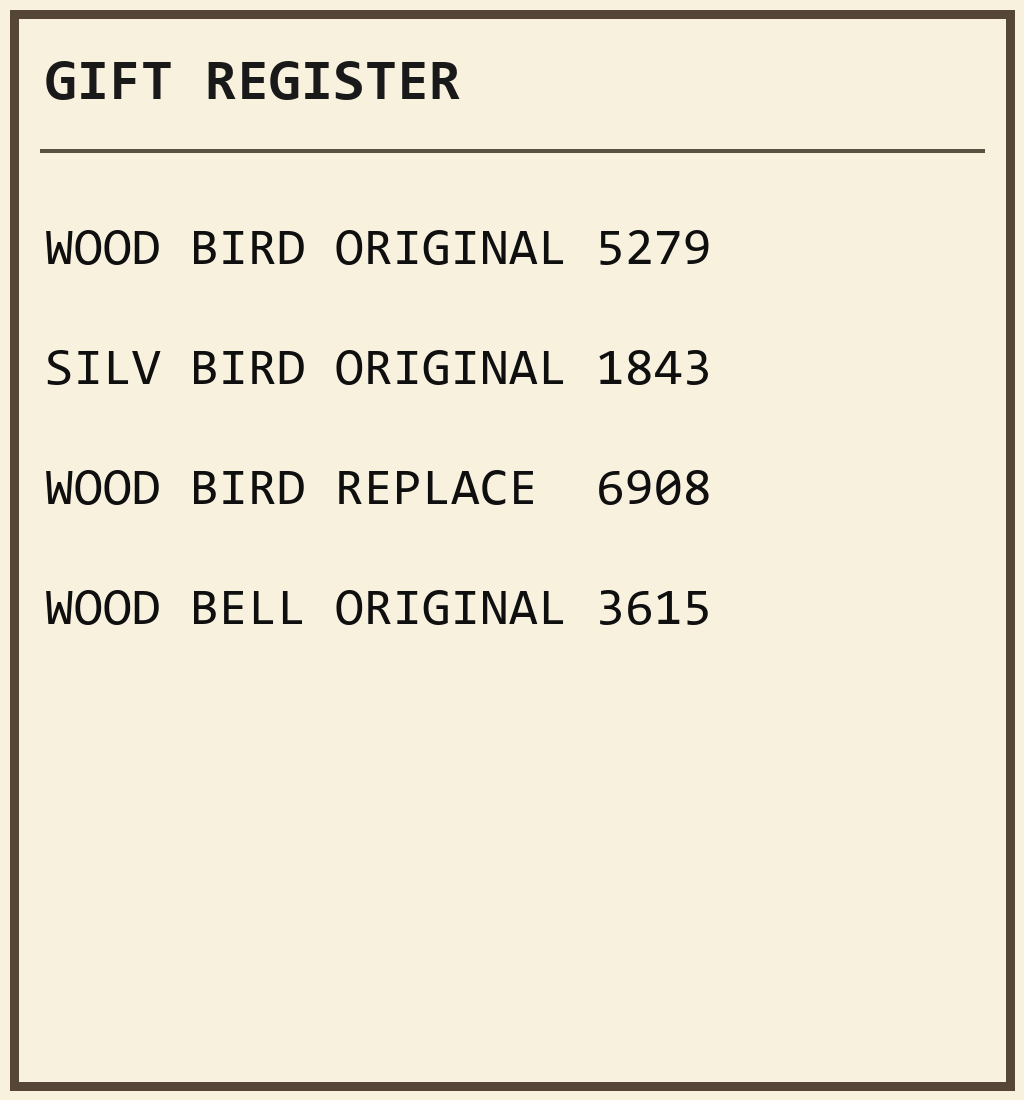 GIFT REGISTER
WOOD BIRD ORIGINAL 5279
SILV BIRD ORIGINAL 1843
WOOD BIRD REPLACE  6908
WOOD BELL ORIGINAL 3615